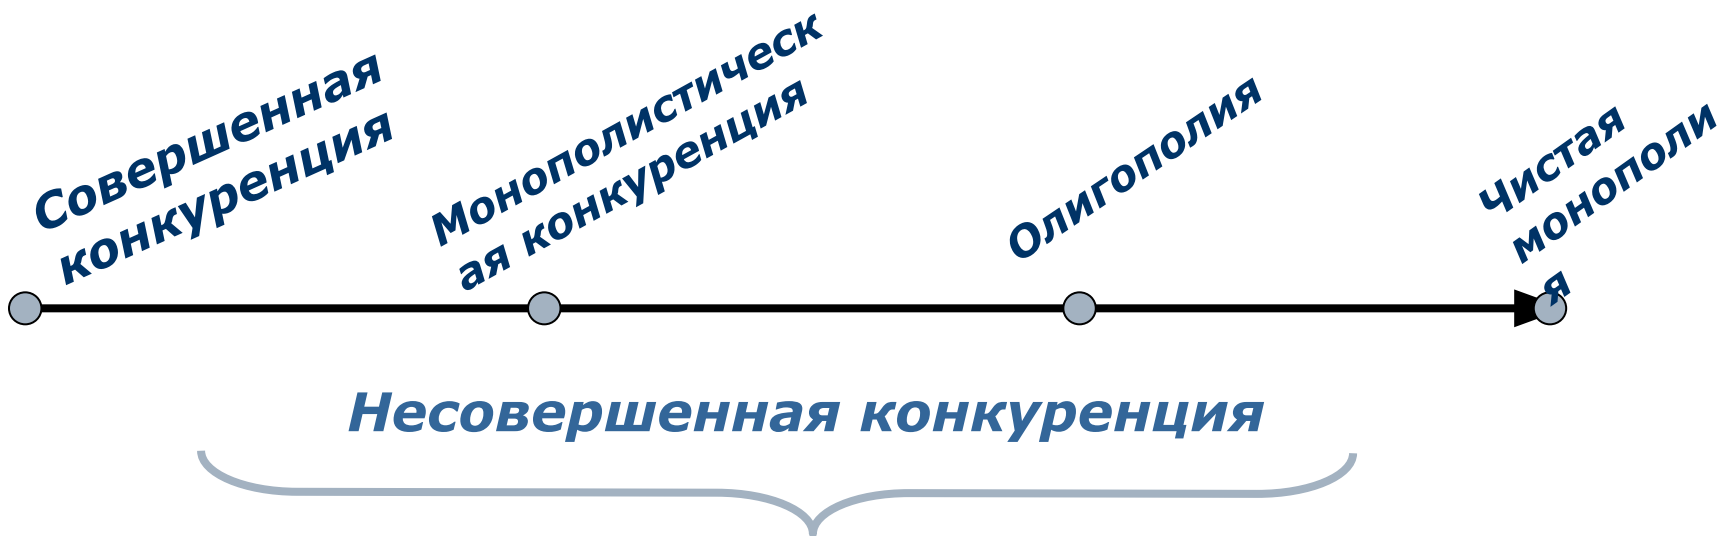 Совершенная
конкуренция
Монополистическ
ая конкуренция
Олигополия
Чистая
монополи
я
Несовершенная конкуренция